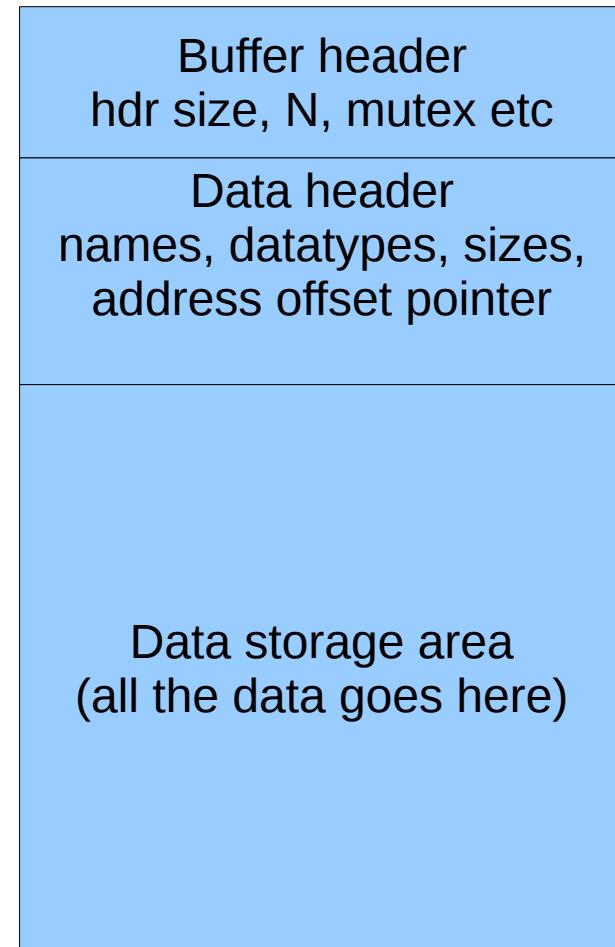 Buffer header
hdr size, N, mutex etc
Data header
names, datatypes, sizes,
address offset pointer
Data storage area
(all the data goes here)